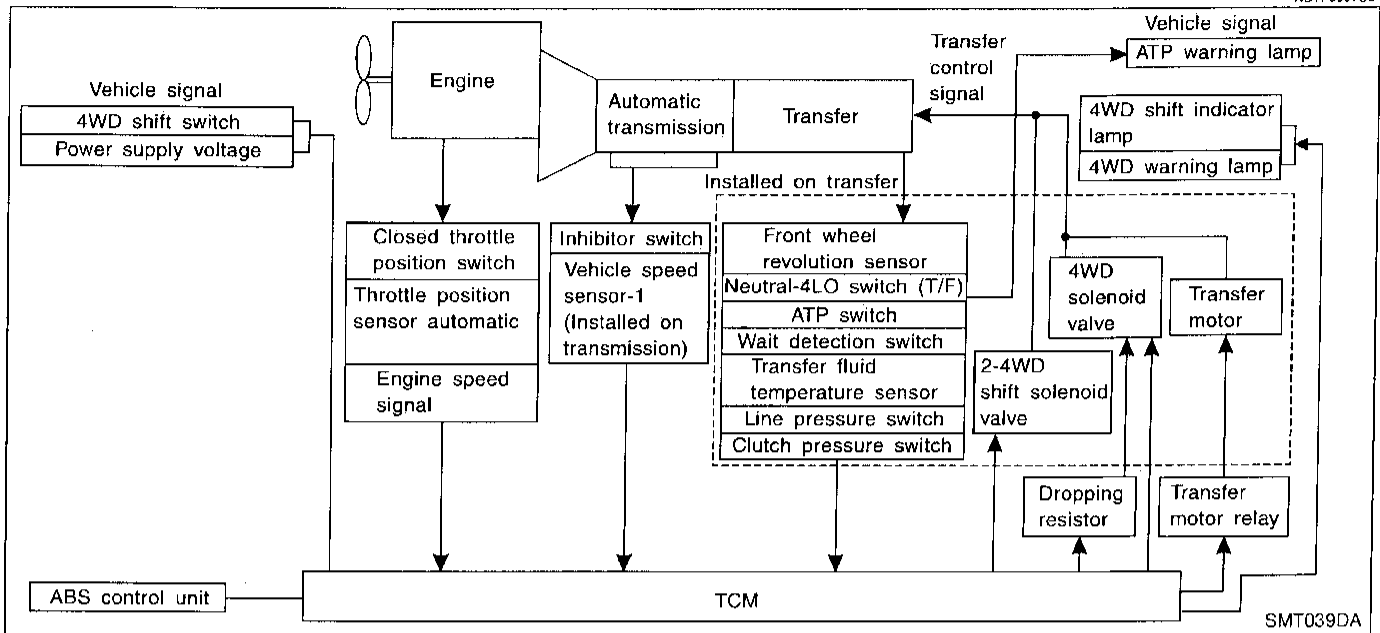 Vehicle signal
ATP warning lamp
Transfer
control
signal
Engine
Vehicle signal
4WD shift switch
Power supply voltage
Automatic
transmission
Transfer
4WD shift indicator
lamp
4WD warning lamp
Installed on transfer
Closed throttle
position switch
Throttle position
sensor automatic
Engine speed
signal
Inhibitor switch
Vehicle speed
sensor-1
(Installed on
transmission)
Front wheel
revolution sensor
Neutral-4LO switch (T/F)
ATP switch
Wait detection switch
Transfer fluid
temperature sensor
Line pressure switch
Clutch pressure switch
2-4WD
shift solenoid
valve
4WD
solenoid
valve
Transfer
motor
Dropping
resistor
Transfer
motor relay
ABS control unit
TCM
SMT039DA